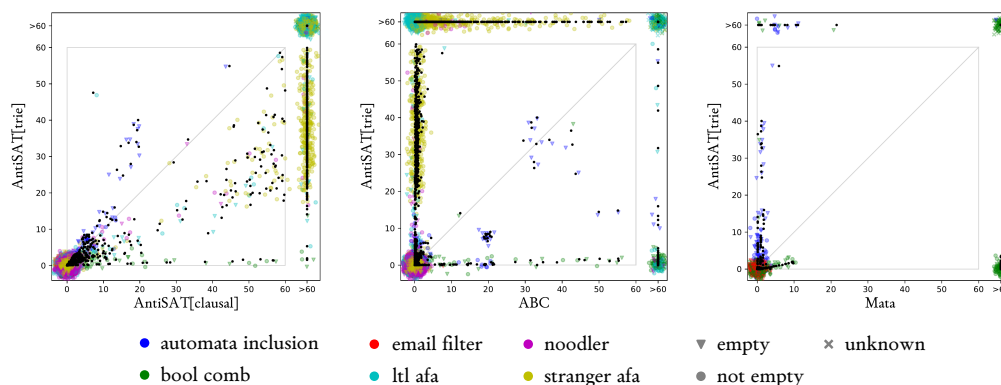 >60
60
50
40
30
20
10
0
AntiSAT[trie]
0 10 20 30 40 50 60 >60
AntiSAT[clausal]
>60
60
50
40
30
20
10
0
AntiSAT[trie]
0 10 20 30 40 50 60 >60
ABC
>60
60
50
40
30
20
10
0
AntiSAT[trie]
0 10 20 30 40 50 60 >60
Mata
automata inclusion email filter noodler empty unknown
bool comb ltl afa stranger afa not empty